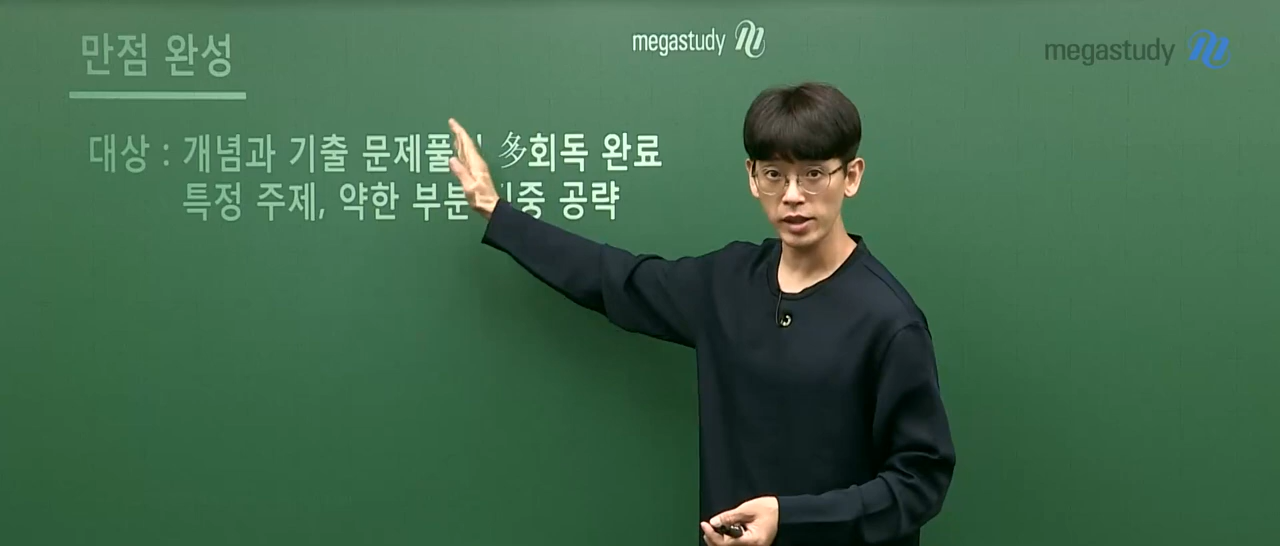 만점 완성
megastudy
megastudy
대상 : 개념과 기출 多회독 완료
특정 주제, 약한 부분 공략